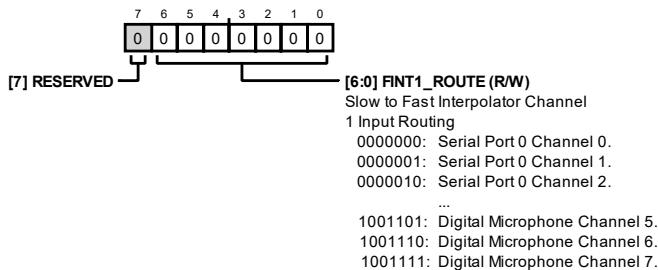 7 6 5 4 3 2 1 0
0 0 0 0 0 0 0 0
[7] RESERVED
[6:0] FINT1_ROUTE (R/W)
Slow to Fast Interpolator Channel
1 Input Routing
0000000: Serial Port 0 Channel 0.
0000001: Serial Port 0 Channel 1.
0000010: Serial Port 0 Channel 2.
...
1001101: Digital Microphone Channel 5.
1001110: Digital Microphone Channel 6.
1001111: Digital Microphone Channel 7.